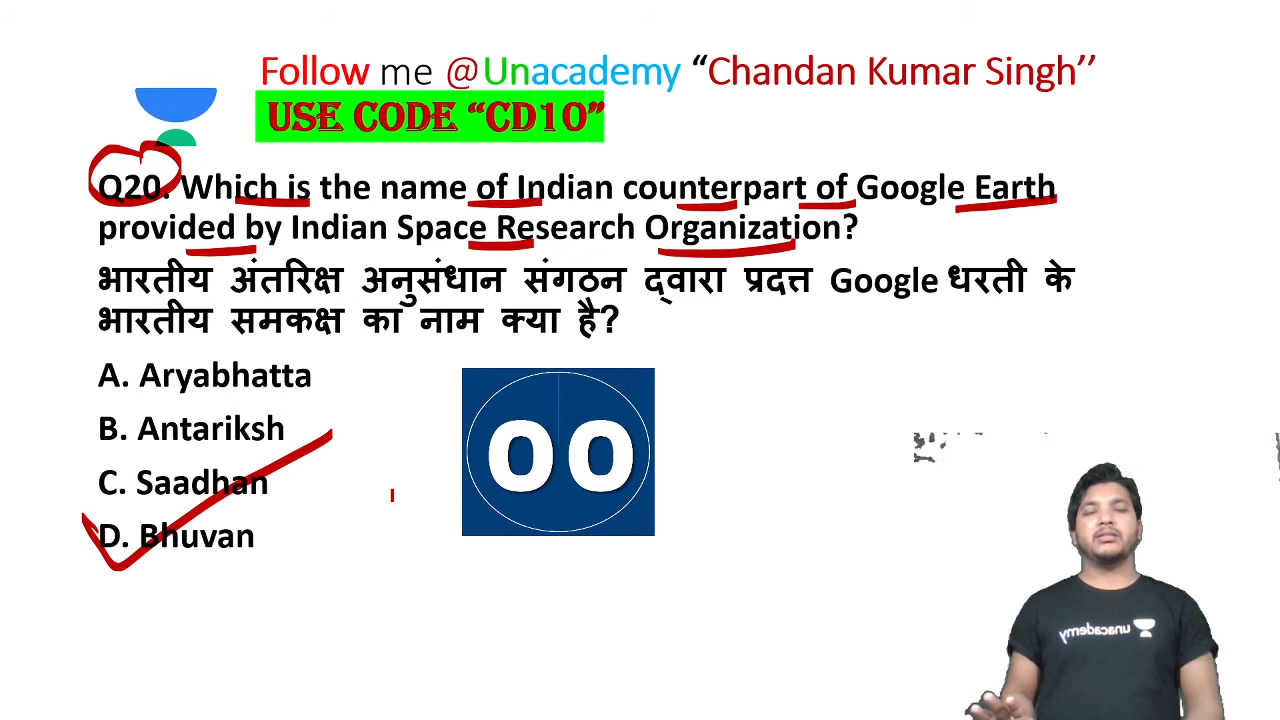 Follow me @Unacademy “Chandan Kumar Singh’’
USE CODE “CD10”
Q20. Which is the name of Indian counterpart of Google Earth
provided by Indian Space Research Organization?
भारतीय अंतरिक्ष अनुसंधान संगठन द्वारा प्रदत्त Google धरती के
भारतीय समकक्ष का नाम क्या है?
A. Aryabhatta
B. Antariksh
C. Saadhan
D. Bhuvan
00
unacademy